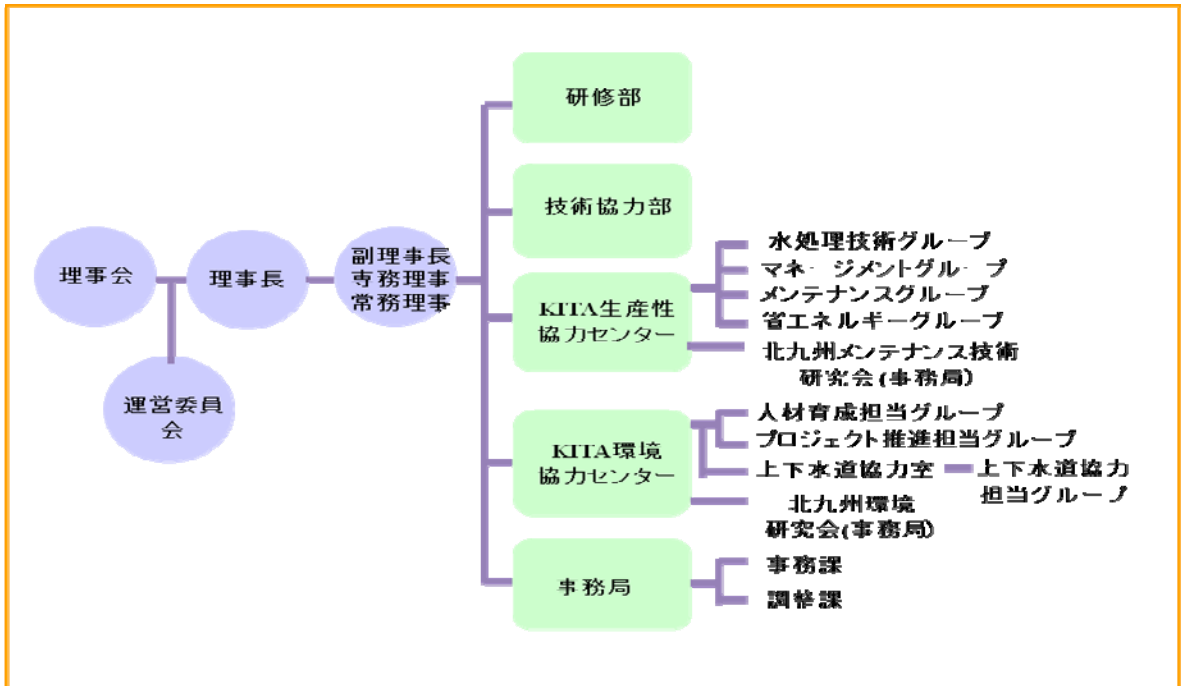 理事会
運営委員
会
理事長
副理事長
専務理事
常務理事
研修部
技術協力部
KITA生産性
協力センター
水処理技術グループ
マネージメントグループ
メンテナンスグループ
省エネルギーグループ
北九州メンテナンス技術
研究会(事務局)
KITA環境
協力センター
人材育成担当グループ
プロジェクト推進担当グループ
上下水道協力室
上下水道協力
担当グループ
北九州環境
研究会(事務局)
事務局
事務課
調整課